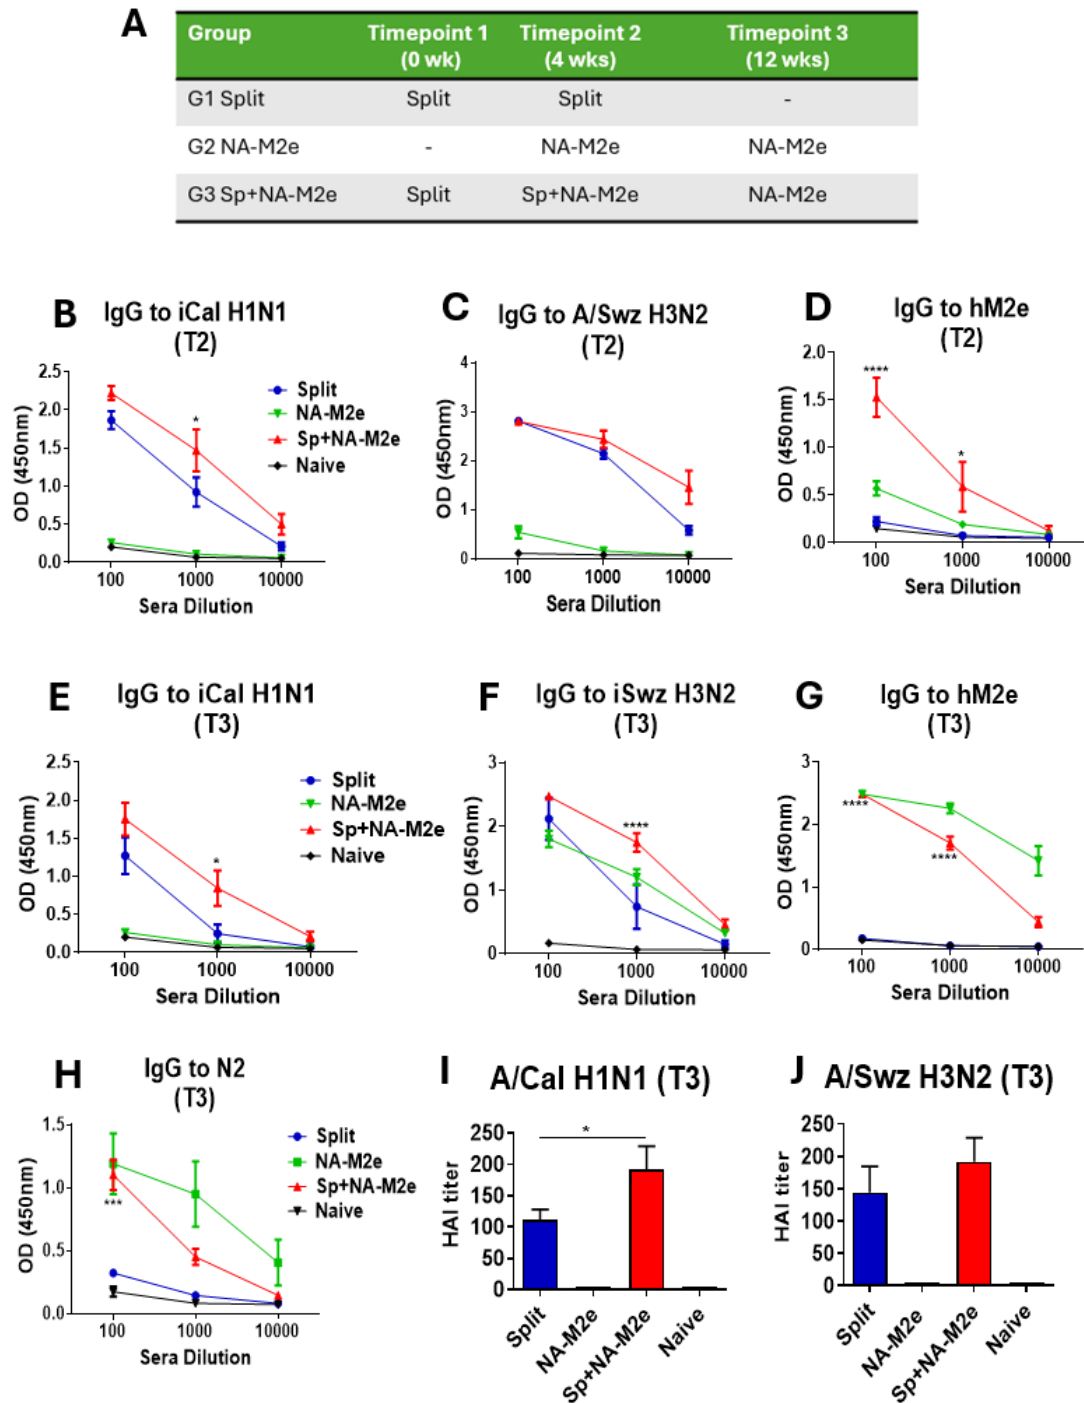 A
Group Timepoint 1 Timepoint 2 Timepoint 3
(0 wk) (4 wks) (12 wks)
G1 Split Split Split -
G2 NA-M2e - NA-M2e NA-M2e
G3 Sp+NA-M2e Split Sp+NA-M2e NA-M2e
B
IgG to iCal H1N1
(T2)
OD (450nm)
2.5
2.0
1.5
1.0
0.5
0.0
*
Split
NA-M2e
Sp+NA-M2e
Naive
100 1000 10000
Sera Dilution
C
IgG to A/Swz H3N2
(T2)
OD (450nm)
4
3
2
1
0
100 1000 10000
Sera Dilution
D
IgG to hM2e
(T2)
OD (450nm)
2.0
1.5
1.0
0.5
0.0
****
*
100 1000 10000
Sera Dilution
E
IgG to iCal H1N1
(T3)
OD (450nm)
2.5
2.0
1.5
1.0
0.5
0.0
*
Split
NA-M2e
Sp+NA-M2e
Naive
100 1000 10000
Sera Dilution
F
IgG to iSwz H3N2
(T3)
OD (450nm)
3
2
1
0
****
100 1000 10000
Sera Dilution
G
IgG to hM2e
(T3)
OD (450nm)
3
2
1
0
****
****
100 1000 10000
Sera Dilution
H
IgG to N2
(T3)
OD (450nm)
1.5
1.0
0.5
0.0
***
Split
NA-M2e
Sp+NA-M2e
Naive
100 1000 10000
Sera Dilution
I
A/Cal H1N1 (T3)
HAI titer
250
200
150
100
50
0
*
Split NA-M2e Sp+NA-M2e Naive
J
A/Swz H3N2 (T3)
HAI titer
250
200
150
100
50
0
Split NA-M2e Sp+NA-M2e Naive